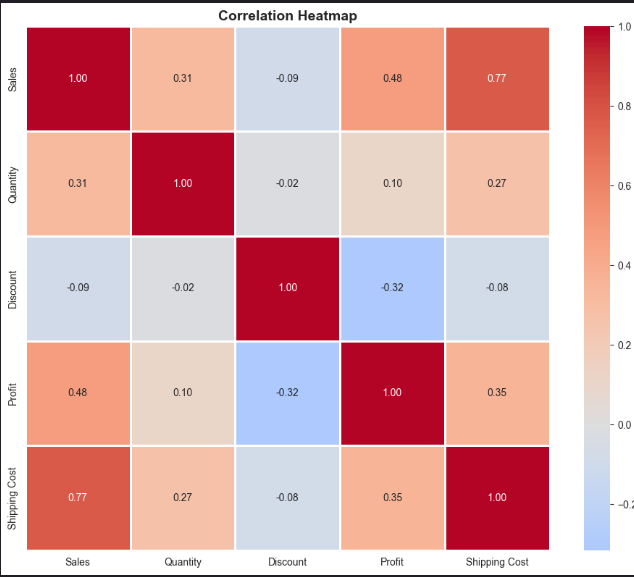 Correlation Heatmap
Sales 1.00 0.31 -0.09 0.48 0.77
Quantity 0.31 1.00 -0.02 0.10 0.27
Discount -0.09 -0.02 1.00 -0.32 -0.08
Profit 0.48 0.10 -0.32 1.00 0.35
Shipping Cost 0.77 0.27 -0.08 0.35 1.00
Sales Quantity Discount Profit Shipping Cost
1.0
0.8
0.6
0.4
0.2
0.0
−0.2